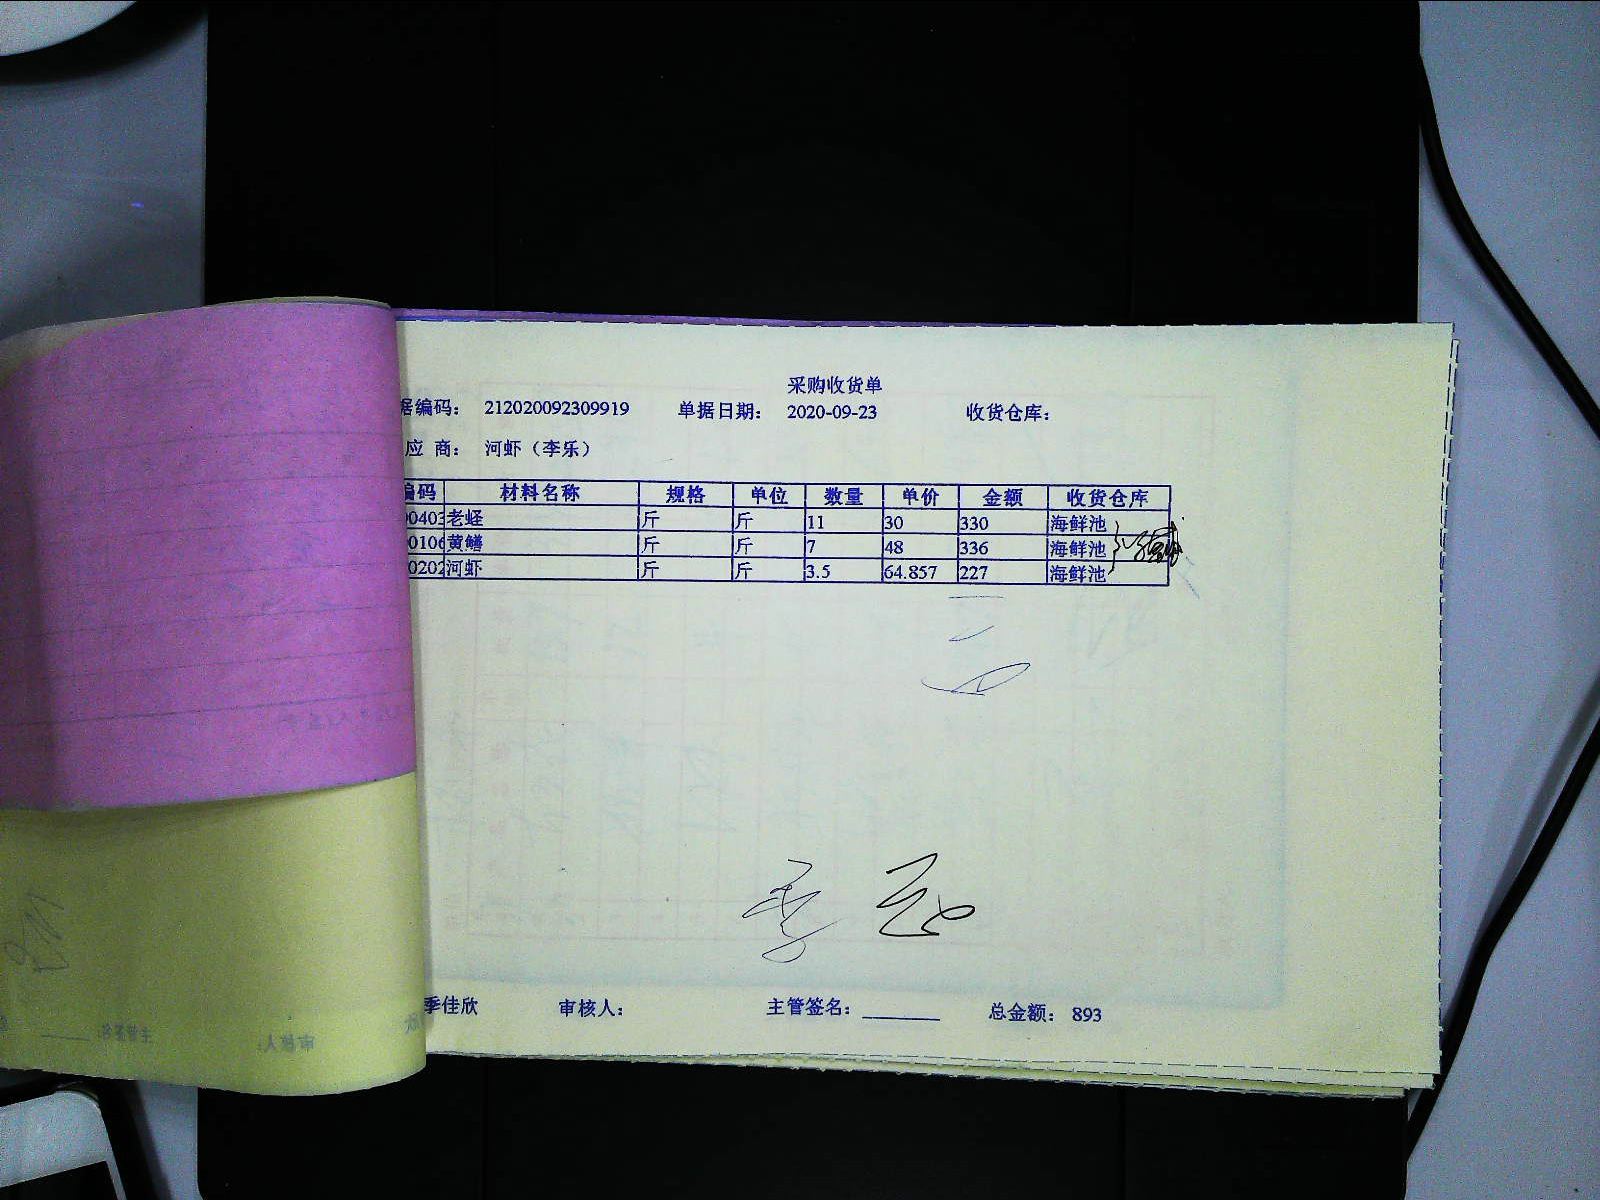 采购收货单
据编码： 212020092309919 单据日期： 2020-09-23 收货仓库：
应 商： 河虾（李乐）
编码 材料名称 规格 单位 数量 单价 金额 收货仓库
00403 老蛏 斤 斤 11 30 330 海鲜池
00106 黄鳝 斤 斤 7 48 336 海鲜池
0202 河虾 斤 斤 3.5 64.857 227 海鲜池
季佳欣 审核人： 主管签名： 总金额： 893